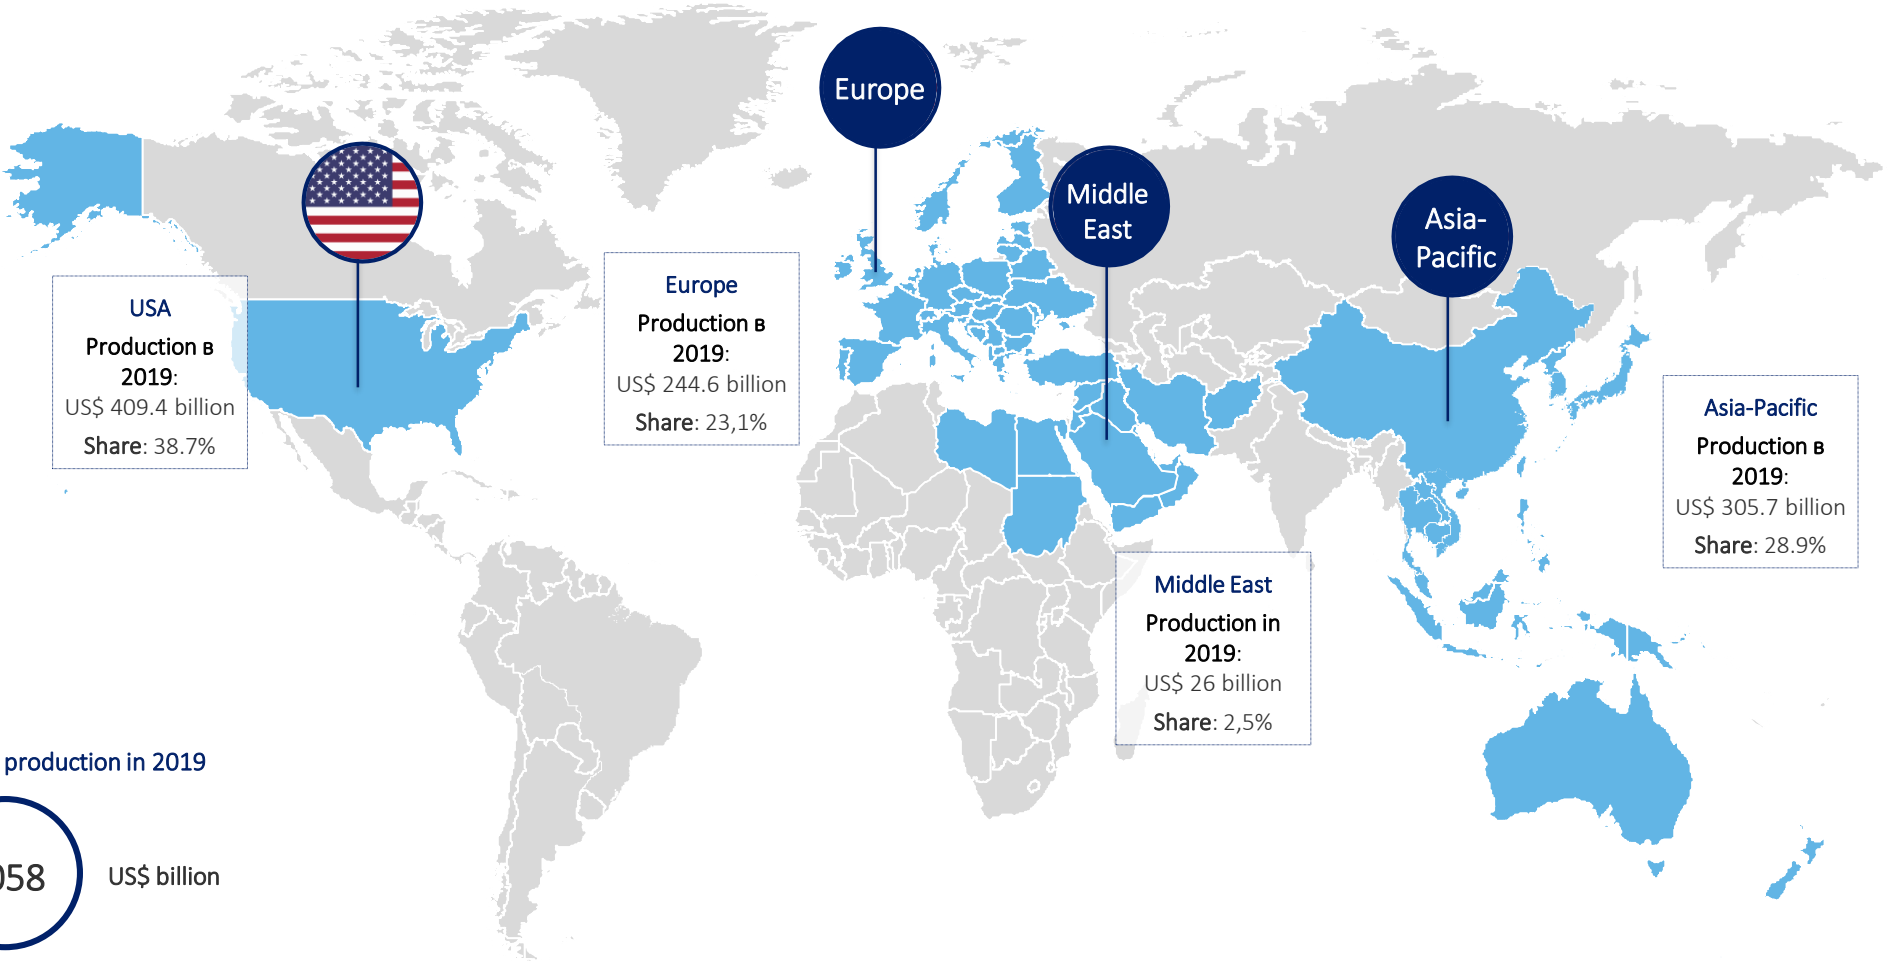 Europe
Middle
East
Asia-
Pacific
USA
Production в
2019:
US$ 409.4 billion
Share: 38.7%
Europe
Production в
2019:
US$ 244.6 billion
Share: 23,1%
Asia-Pacific
Production в
2019:
US$ 305.7 billion
Share: 28.9%
Middle East
Production in
2019:
US$ 26 billion
Share: 2,5%
production in 2019
58
US$ billion